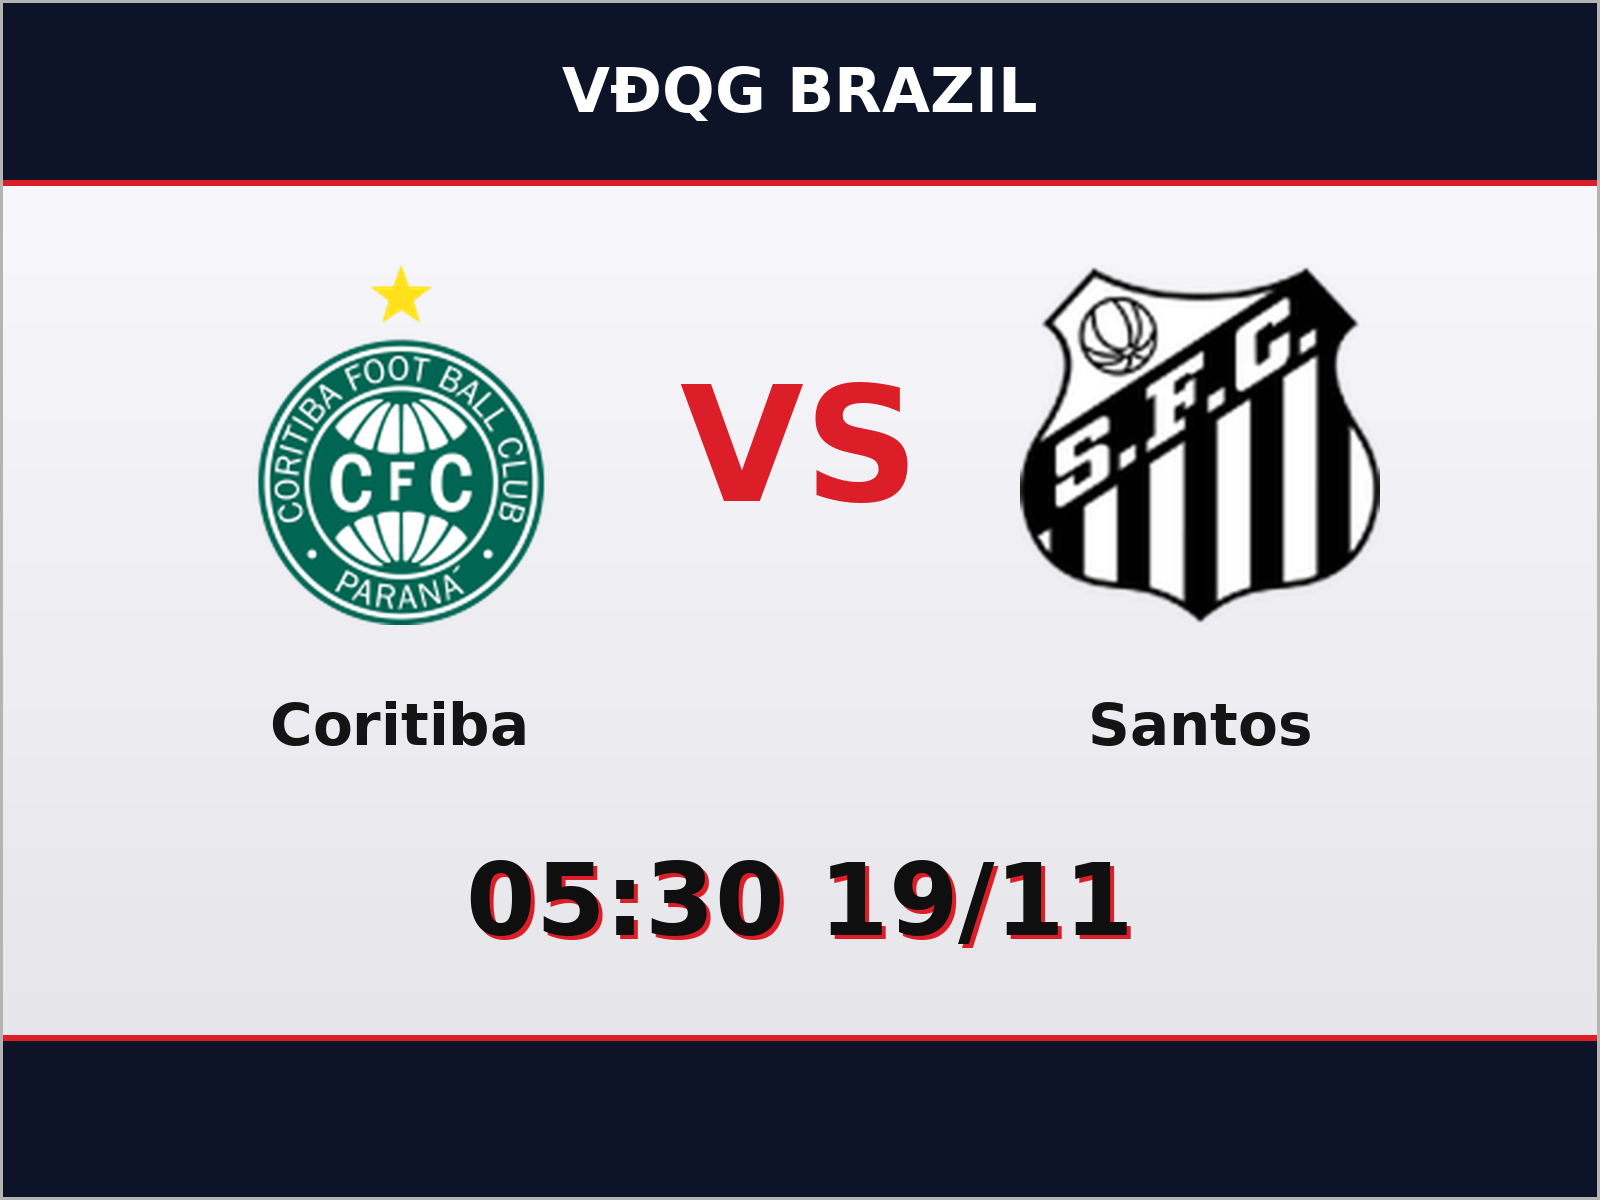 VĐQG BRAZIL
CORITIBA FOOT BALL CLUB
CFC
PARANÁ
VS
S.F.C.
Coritiba
Santos
05:30 19/11